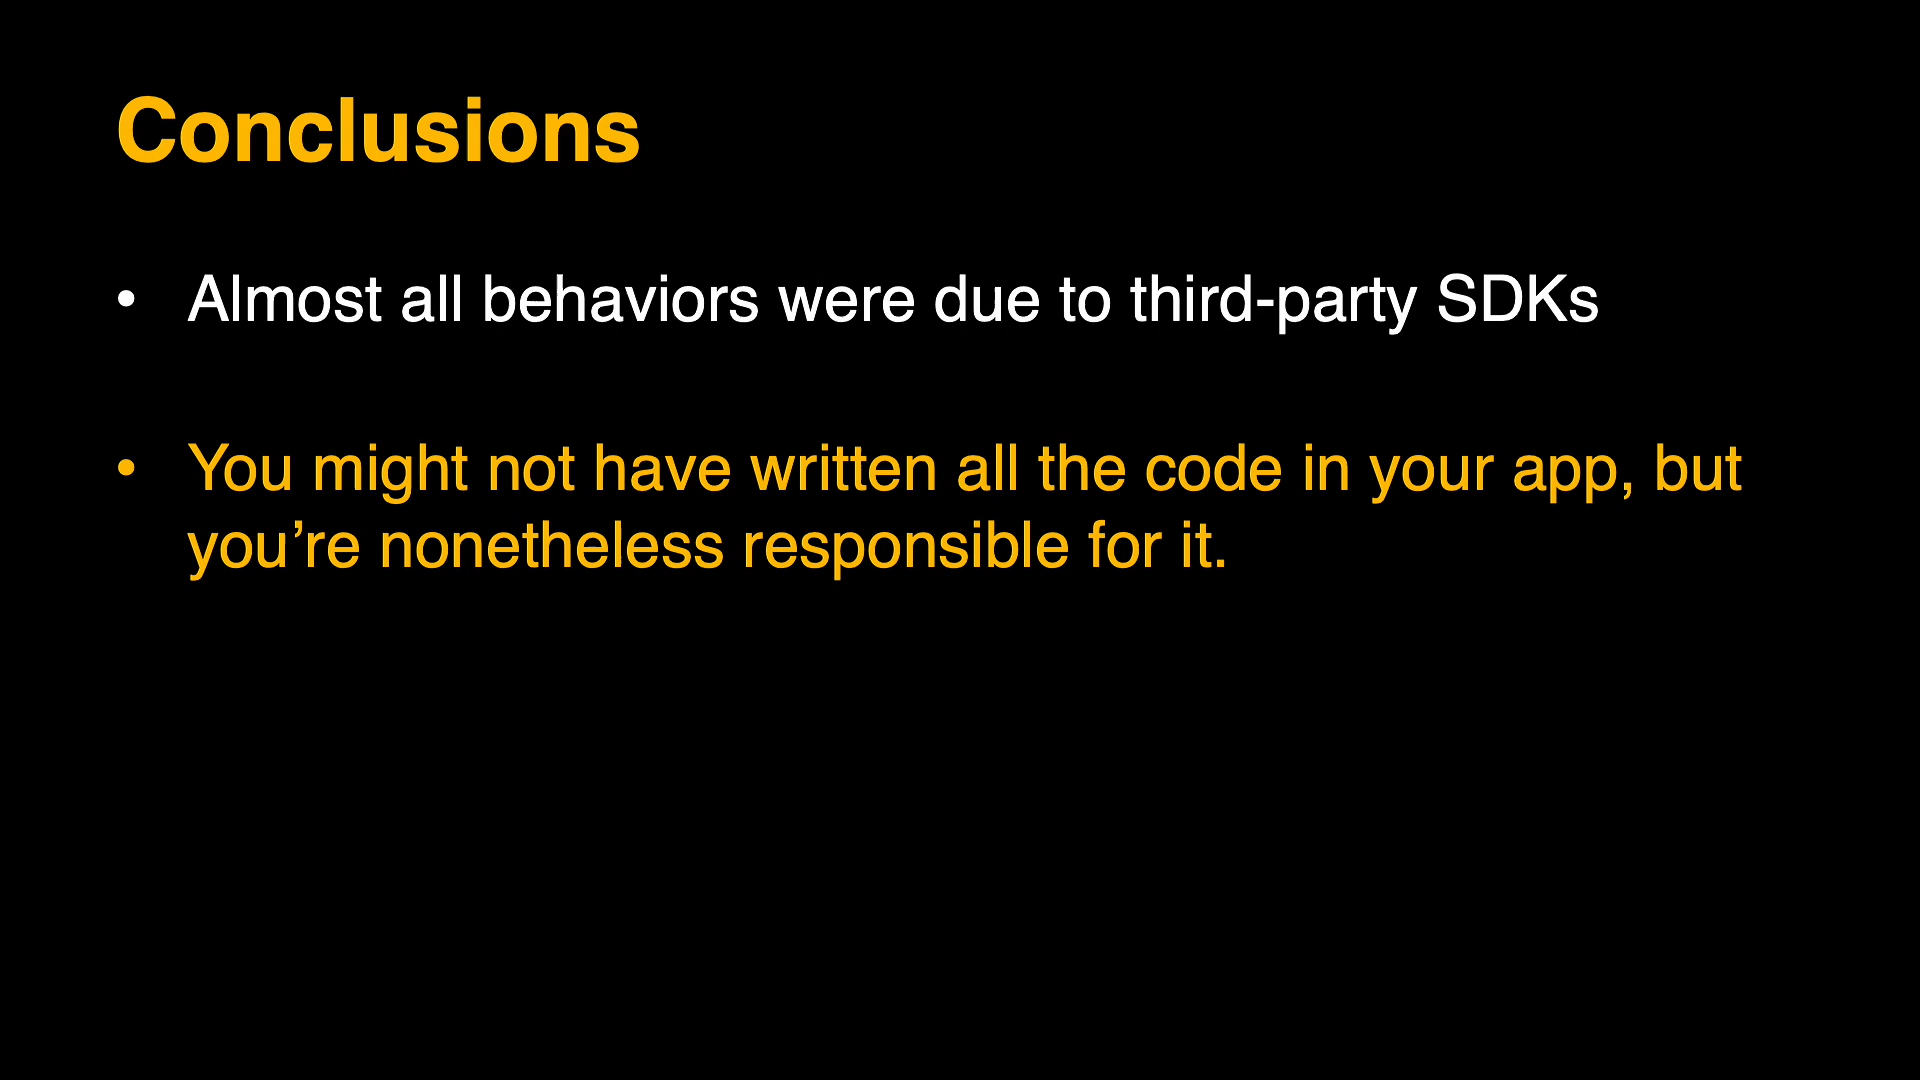 Conclusions
• Almost all behaviors were due to third-party SDKs
• You might not have written all the code in your app, but
you’re nonetheless responsible for it.